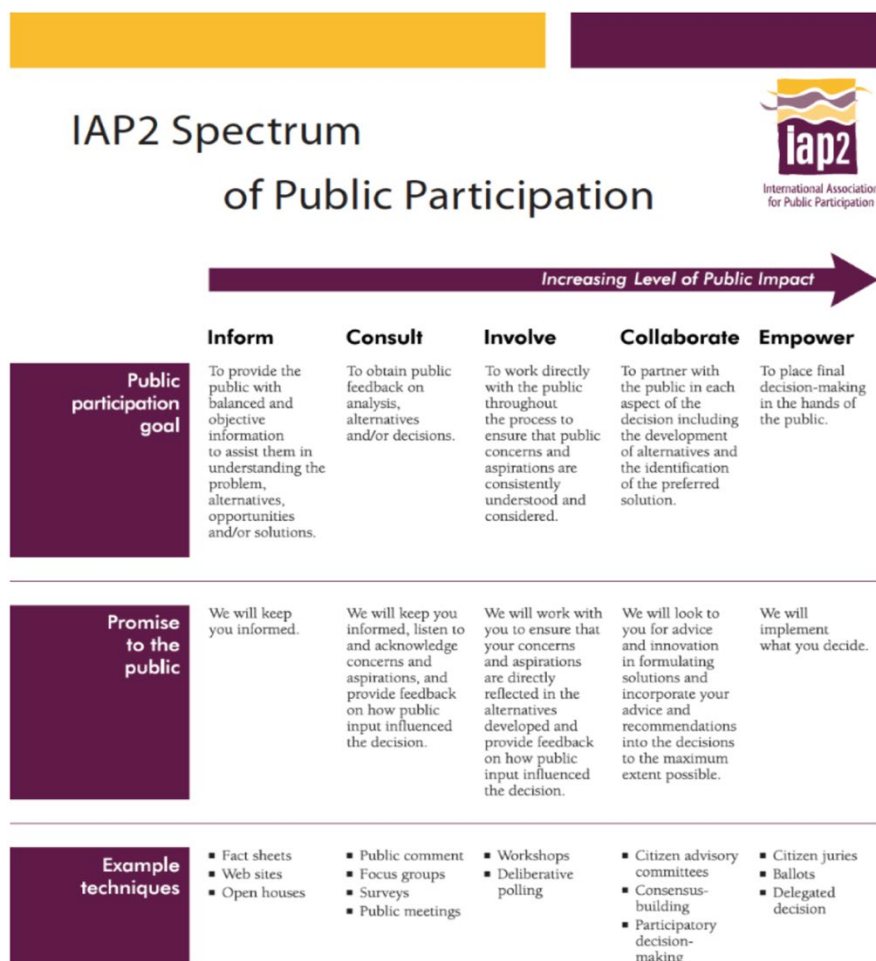 IAP2 Spectrum
of Public Participation
iap2
International Association
for Public Participation
Increasing Level of Public Impact
Inform
Consult
Involve
Collaborate
Empower
Public
participation
goal
To provide the
public with
balanced and
objective
information
to assist them in
understanding the
problem,
alternatives,
opportunities
and/or solutions.
To obtain public
feedback on
analysis,
alternatives
and/or decisions.
To work directly
with the public
throughout
the process to
ensure that public
concerns and
aspirations are
consistently
understood and
considered.
To partner with
the public in each
aspect of the
decision including
the development
of alternatives and
the identification
of the preferred
solution.
To place final
decision-making
in the hands of
the public.
Promise
to the
public
We will keep
you informed.
We will keep you
informed, listen to
and acknowledge
concerns and
aspirations, and
provide feedback
on how public
input influenced
the decision.
We will work with
you to ensure that
your concerns
and aspirations
are directly
reflected in the
alternatives
developed and
provide feedback
on how public
input influenced
the decision.
We will look to
you for advice
and innovation
in formulating
solutions and
incorporate your
advice and
recommendations
into the decisions
to the maximum
extent possible.
We will
implement
what you decide.
Example
techniques
▪ Fact sheets
▪ Web sites
▪ Open houses
▪ Public comment
▪ Focus groups
▪ Surveys
▪ Public meetings
▪ Workshops
▪ Deliberative
polling
▪ Citizen advisory
committees
▪ Consensus-
building
▪ Participatory
decision-
making
▪ Citizen juries
▪ Ballots
▪ Delegated
decision